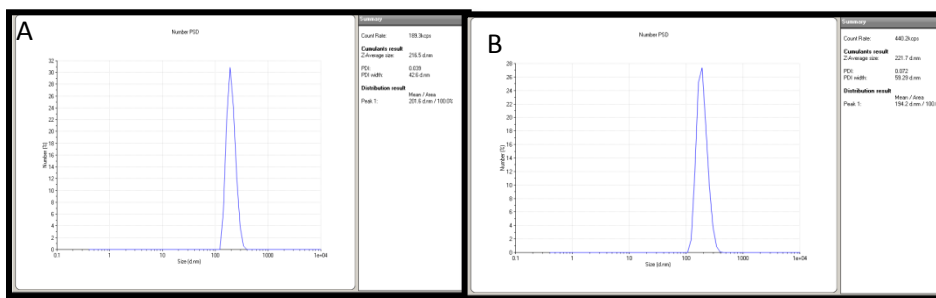 A
Number PSD
Number (%)
32
30
28
26
24
22
20
18
16
14
12
10
8
6
4
2
0
0.1 1 10 100 1000 1e+04
Size (d.nm)
Summary
Count Rate: 189.3kcps
Cumulants result
Z-Average size: 216.5 d.nm
PDI: 0.039
PDI width: 42.6 d.nm
Distribution result
Mean / Area
Peak 1: 201.6 d.nm / 100.0%
B
Number PSD
Number (%)
28
26
24
22
20
18
16
14
12
10
8
6
4
2
0
0.1 1 10 100 1000 1e+04
Size (d.nm)
Summary
Count Rate: 440.2kcps
Cumulants result
Z-Average size: 221.7 d.nm
PDI: 0.072
PDI width: 59.29 d.nm
Distribution result
Mean / Area
Peak 1: 194.2 d.nm / 100.0